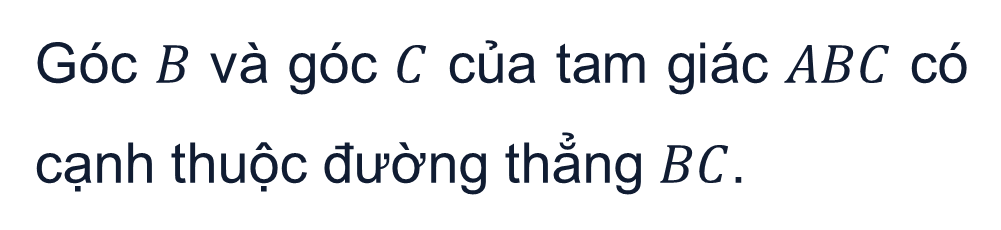 Góc B và góc C của tam giác ABC có
cạnh thuộc đường thẳng BC.